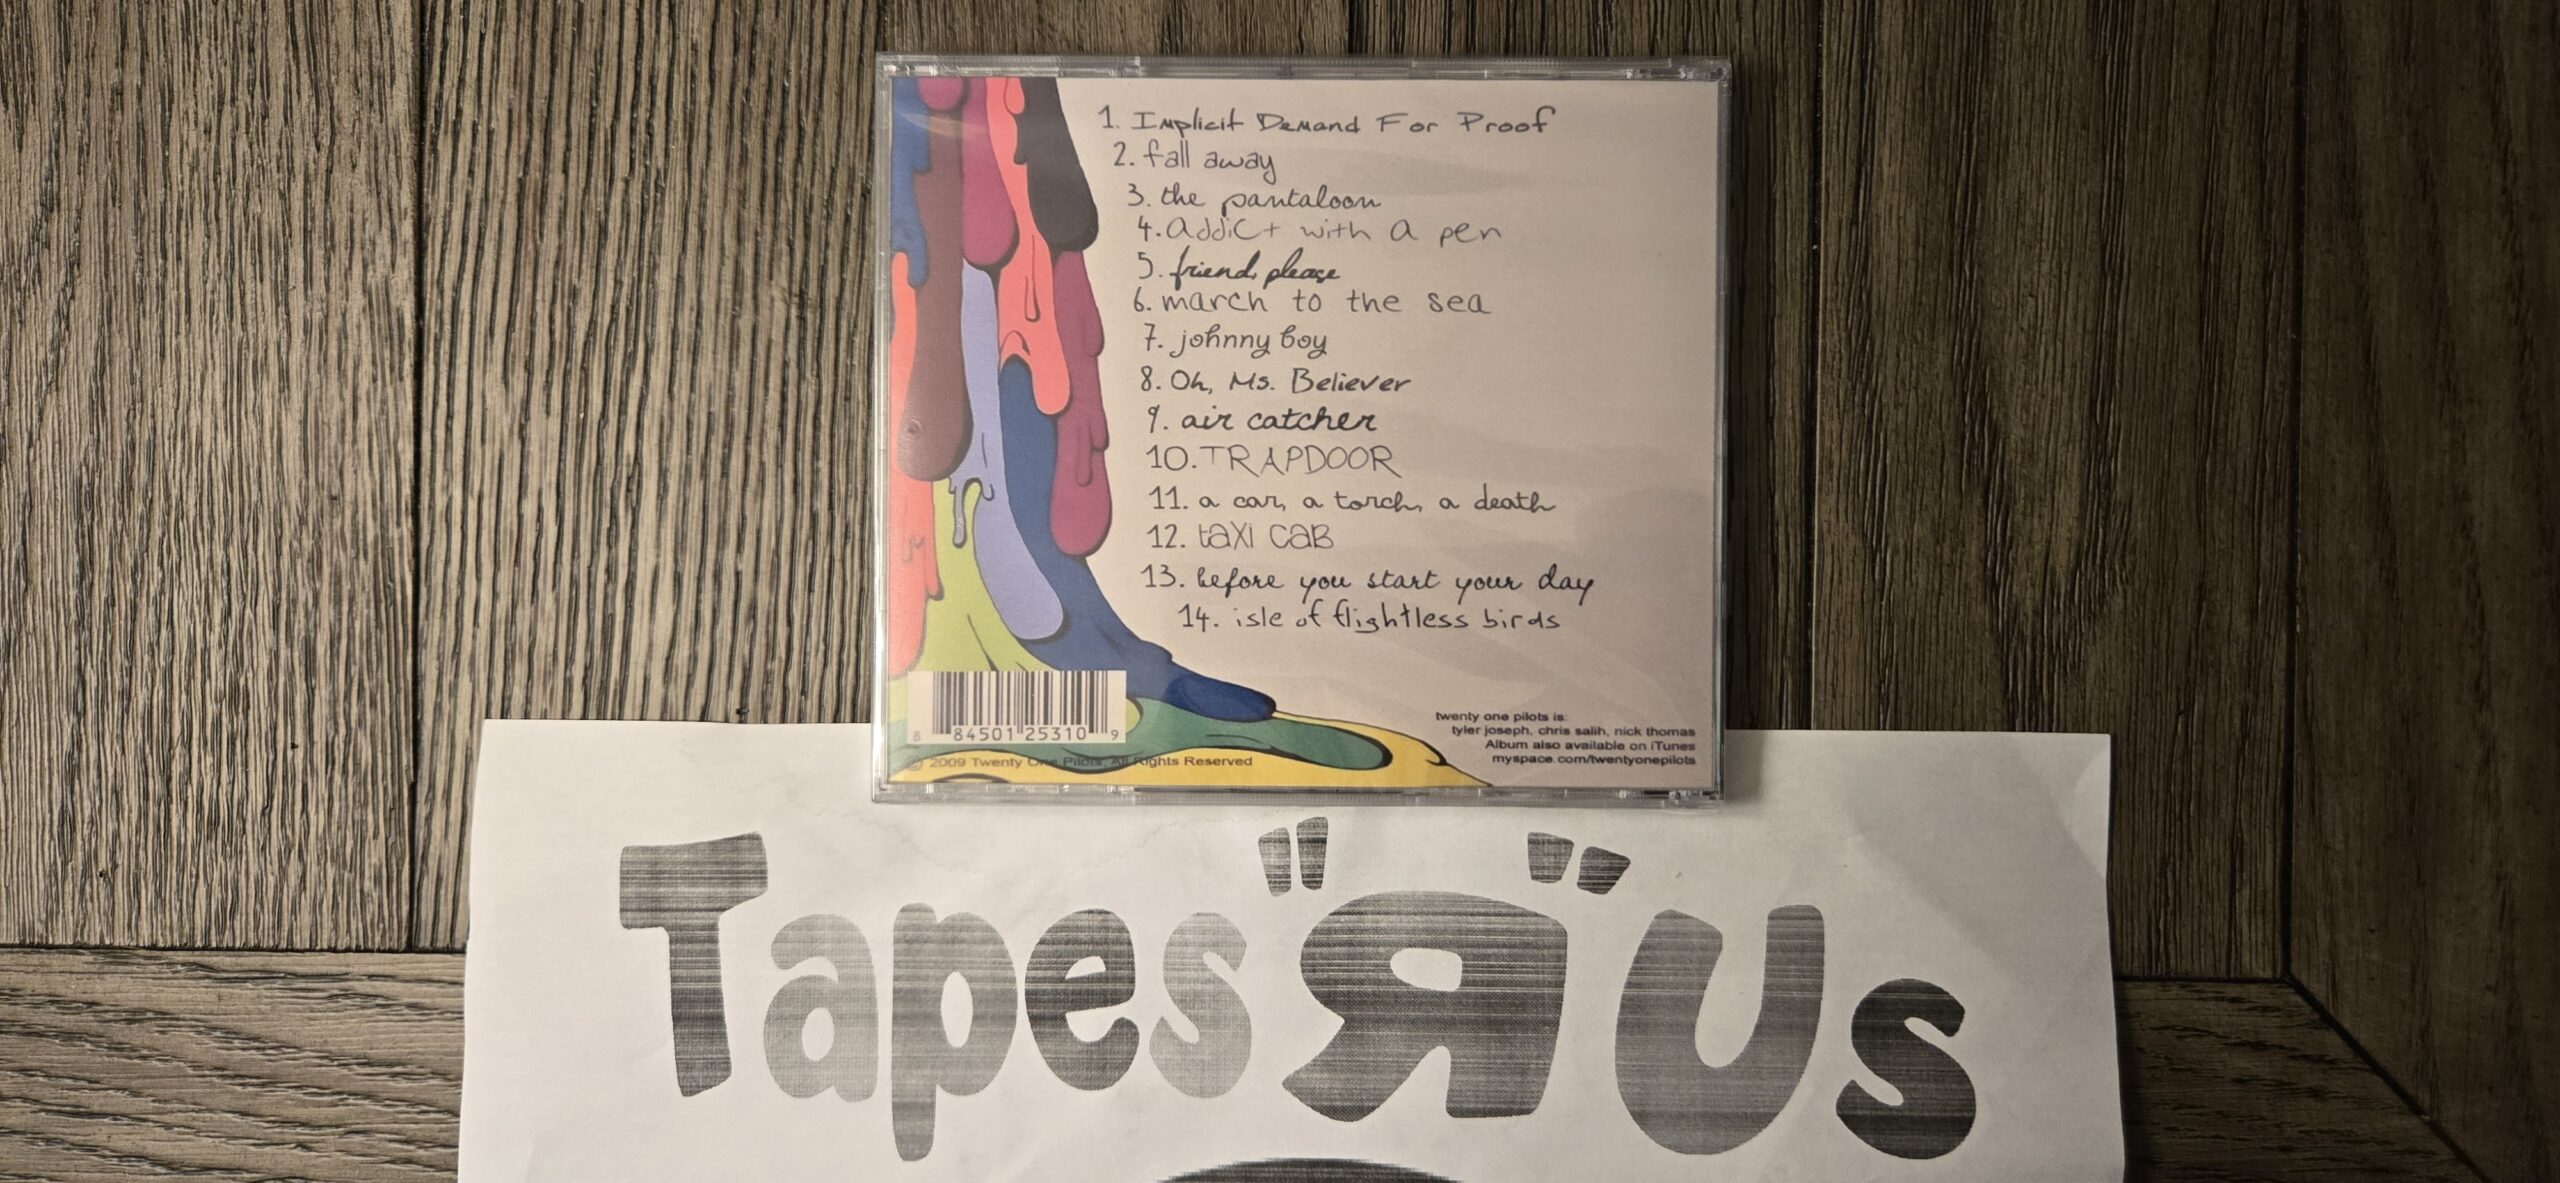 1. Implicit Demand For Proof
2. fall away
3. the pantaloon
4. addict with a pen
5. friend, please
6. march to the sea
7. johnny boy
8. Oh, Ms. Believer
9. air catcher
10. TRAPDOOR
11. a car, a torch, a death
12. taxi cab
13. before you start your day
14. isle of flightless birds
8 84501 25310 9
© 2009 Twenty One Pilots. All Rights Reserved
twenty one pilots is:
tyler joseph, chris salih, nick thomas
Album also available on iTunes
myspace.com/twentyonepilots
Tapes "Я" Us